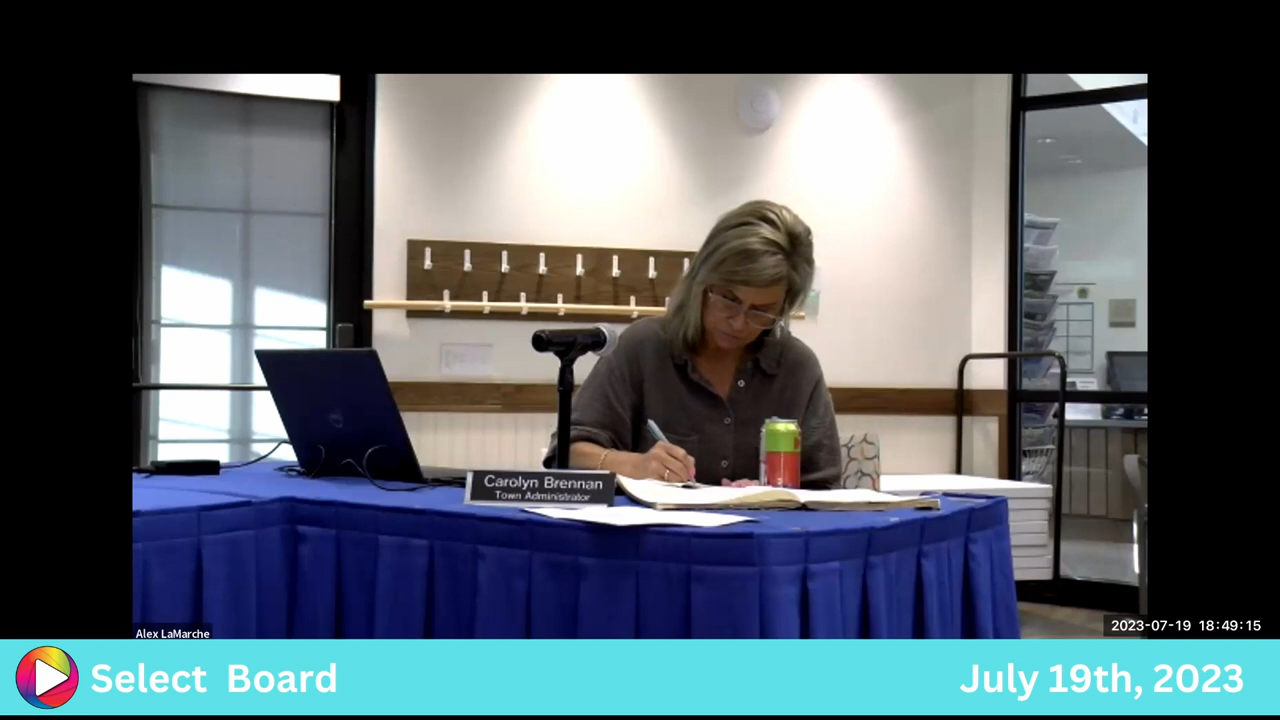 Carolyn Brennan
Town Administrator
Alex LaMarche
2023-07-19 18:49:15
Select Board
July 19th, 2023